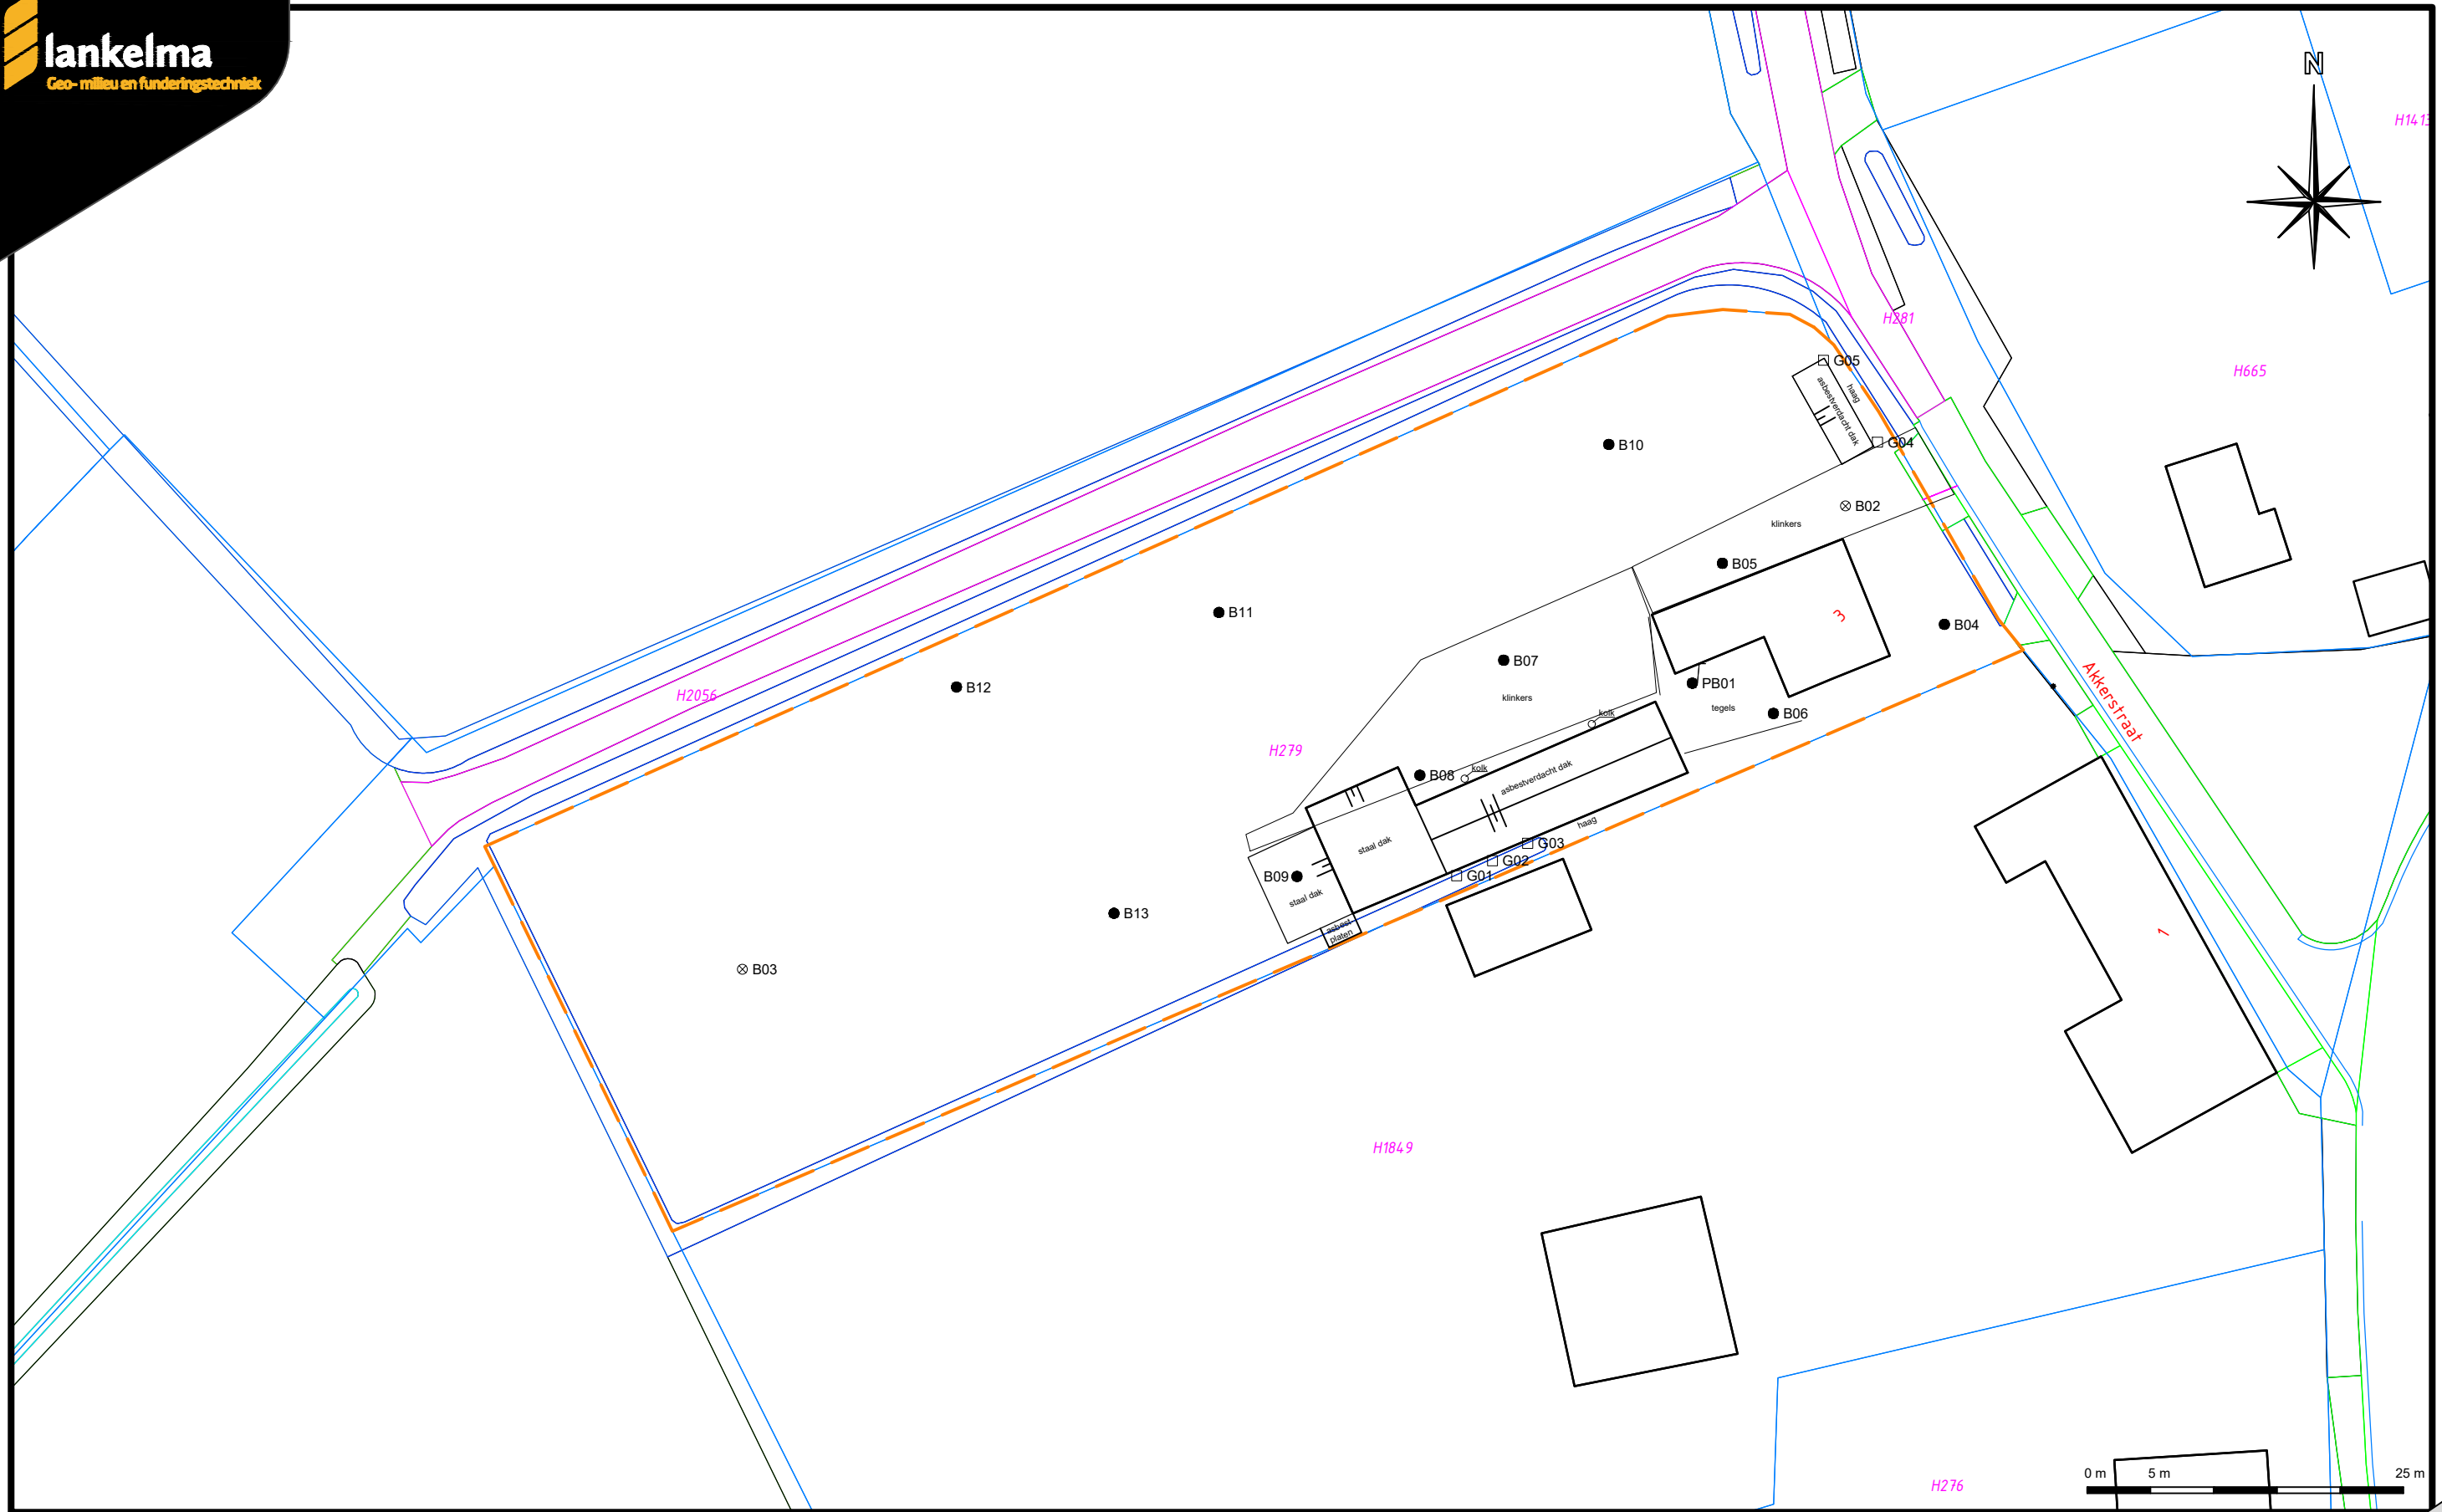 lankelma
Geo- milieu en funderingstechniek
N
H281
H665
G05
haag
asbestverdacht dak
G04
B10
B02
klinkers
B05
B11
3
B04
B07
PB01
B12
H2056
klinkers
tegels
B06
kolk
Akkerstraat
H279
kolk
B08
asbestverdacht dak
haag
staal dak
G03
G02
G01
B09
staal dak
B13
asbest
platen
1
B03
H1849
0 m 5 m 25 m
H276